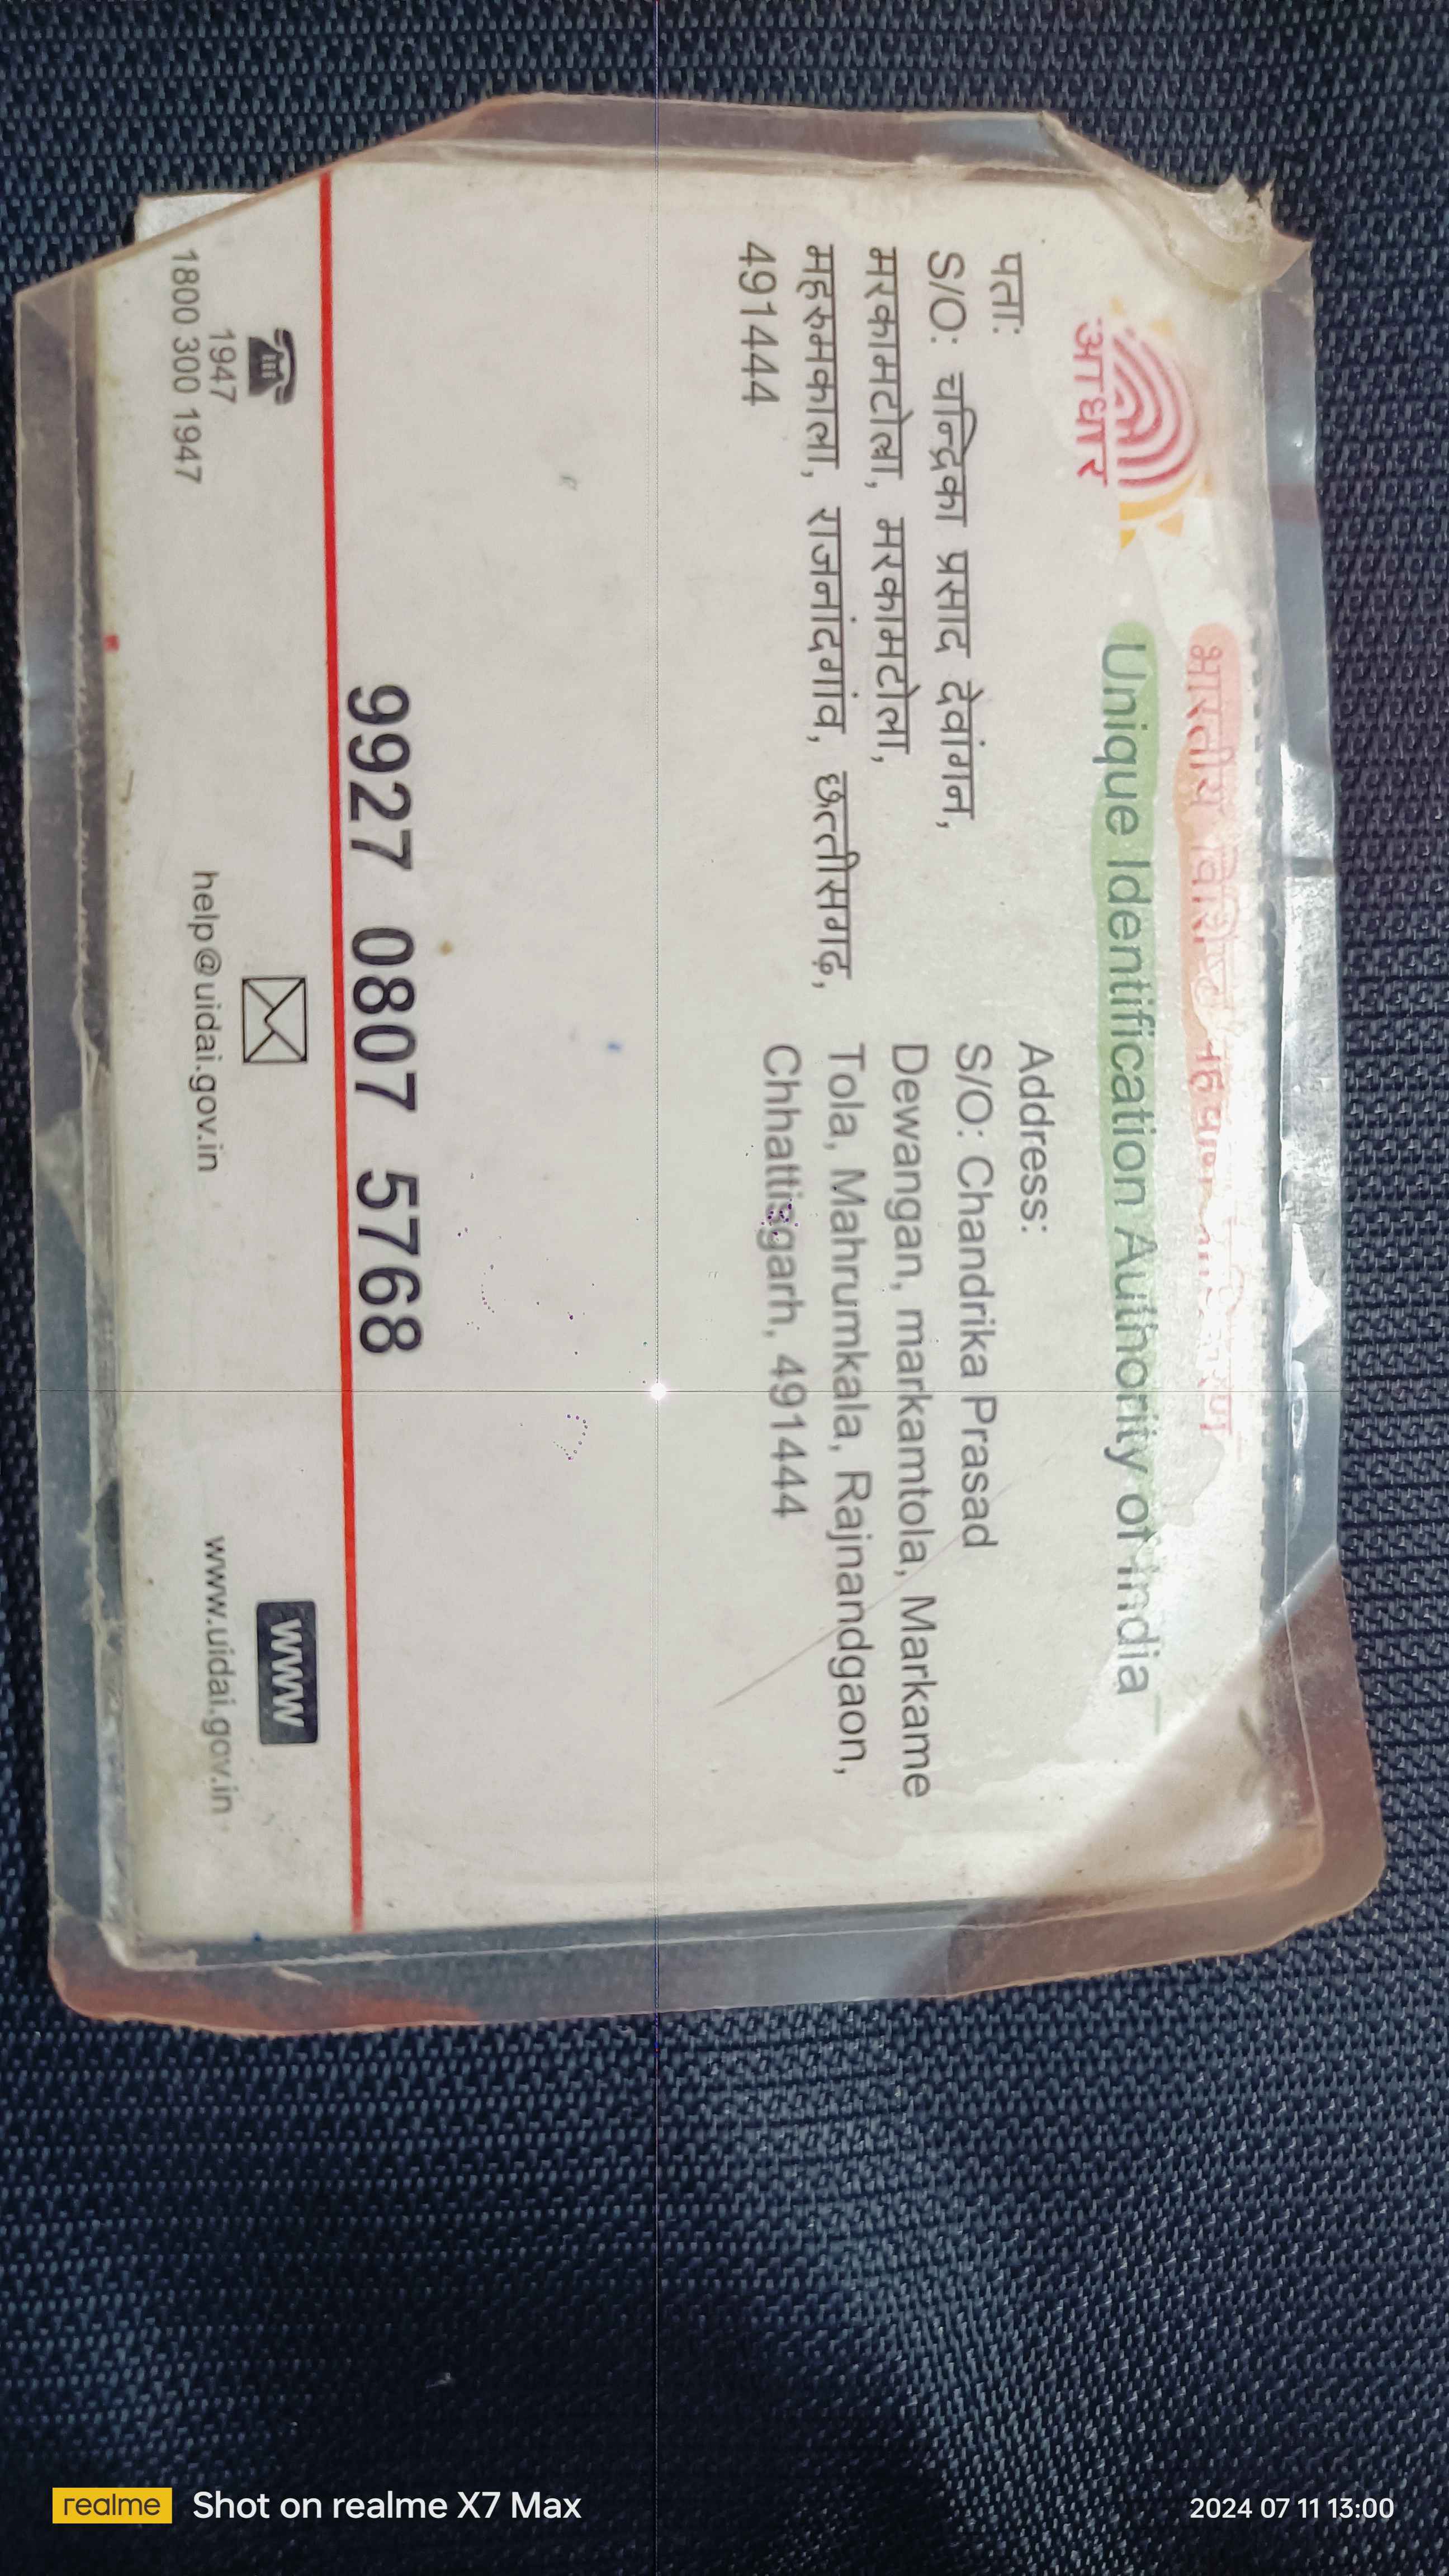 आधार
भारतीय विशिष्ट पहचान प्राधिकरण
Unique Identification Authority of India
पता:
S/O: चन्द्रिका प्रसाद देवांगन,
मरकामटोला, मरकामटोला,
महरुमकाला, राजनांदगांव, छत्तीसगढ़,
491444
Address:
S/O: Chandrika Prasad
Dewangan, markamtola, Markame
Tola, Mahrumkala, Rajnandgaon,
Chhattisgarh, 491444
9927 0807 5768
1947
1800 300 1947
help@uidai.gov.in
www
www.uidai.gov.in
realme Shot on realme X7 Max
2024 07 11 13:00